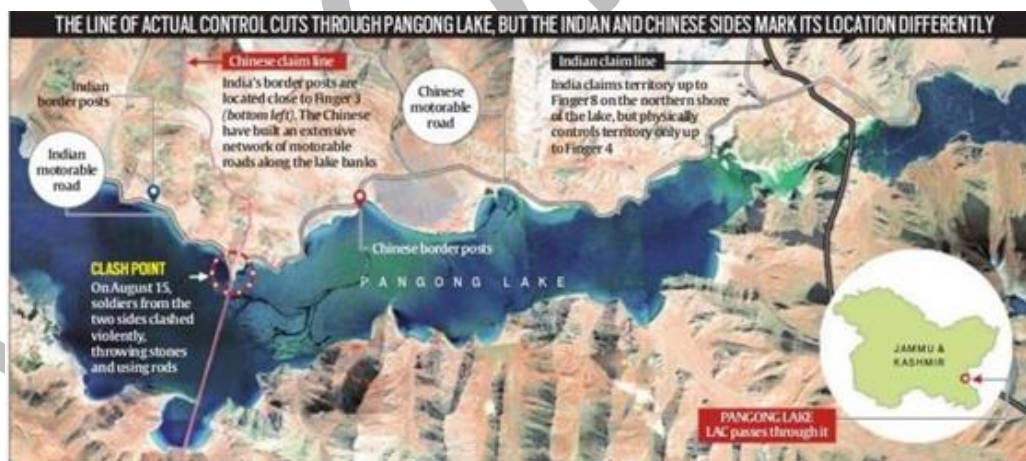 THE LINE OF ACTUAL CONTROL CUTS THROUGH PANGONG LAKE, BUT THE INDIAN AND CHINESE SIDES MARK ITS LOCATION DIFFERENTLY
Indian
border posts
Indian
motorable
road
Chinese claim line
India's border posts are
located close to Finger 3
(bottom left). The Chinese
have built an extensive
network of motorable
roads along the lake banks
Chinese
motorable
road
Indian claim line
India claims territory up to
Finger 8 on the northern shore
of the lake, but physically
controls territory only up
to Finger 4
Chinese border posts
PANGONG LAKE
CLASH POINT
On August 15,
soldiers from the
two sides clashed
violently,
throwing stones
and using rods
JAMMU &
KASHMIR
PANGONG LAKE
LAC passes through it